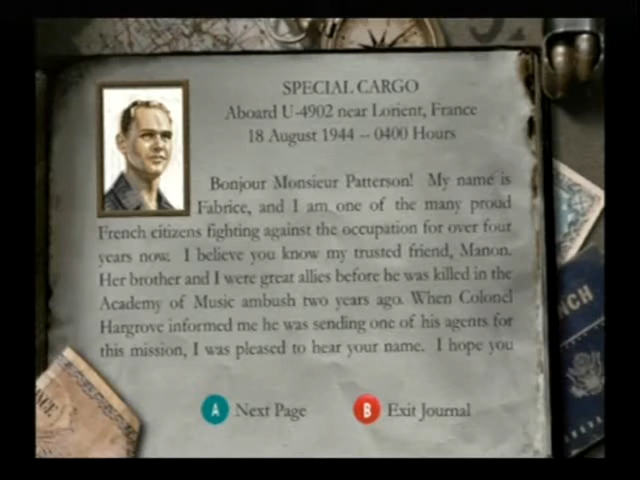 SPECIAL CARGO
Aboard U-4902 near Lorient, France
18 August 1944 – 0400 Hours
Bonjour Monsieur Patterson! My name is
Fabrice, and I am one of the many proud
French citizens fighting against the occupation for over four
years now. I believe you know my trusted friend, Manon.
Her brother and I were great allies before he was killed in the
Academy of Music ambush two years ago. When Colonel
Hargrove informed me he was sending one of his agents for
this mission, I was pleased to hear your name. I hope you
A Next Page
B Exit Journal
NCH